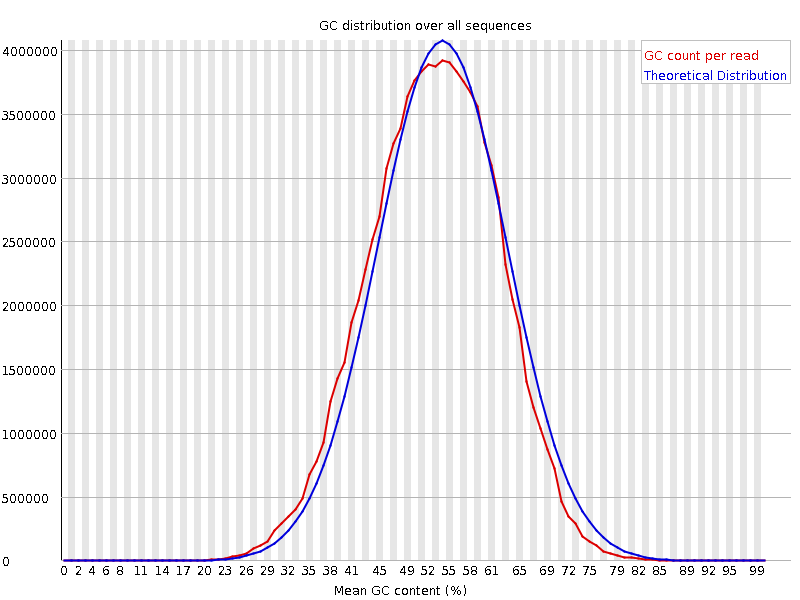 GC distribution over all sequences
GC count per read
Theoretical Distribution
4000000
3500000
3000000
2500000
2000000
1500000
1000000
500000
0
0 2 4 6 8 11 14 17 20 23 26 29 32 35 38 41 45 49 52 55 58 61 65 69 72 75 79 82 85 89 92 95 99
Mean GC content (%)